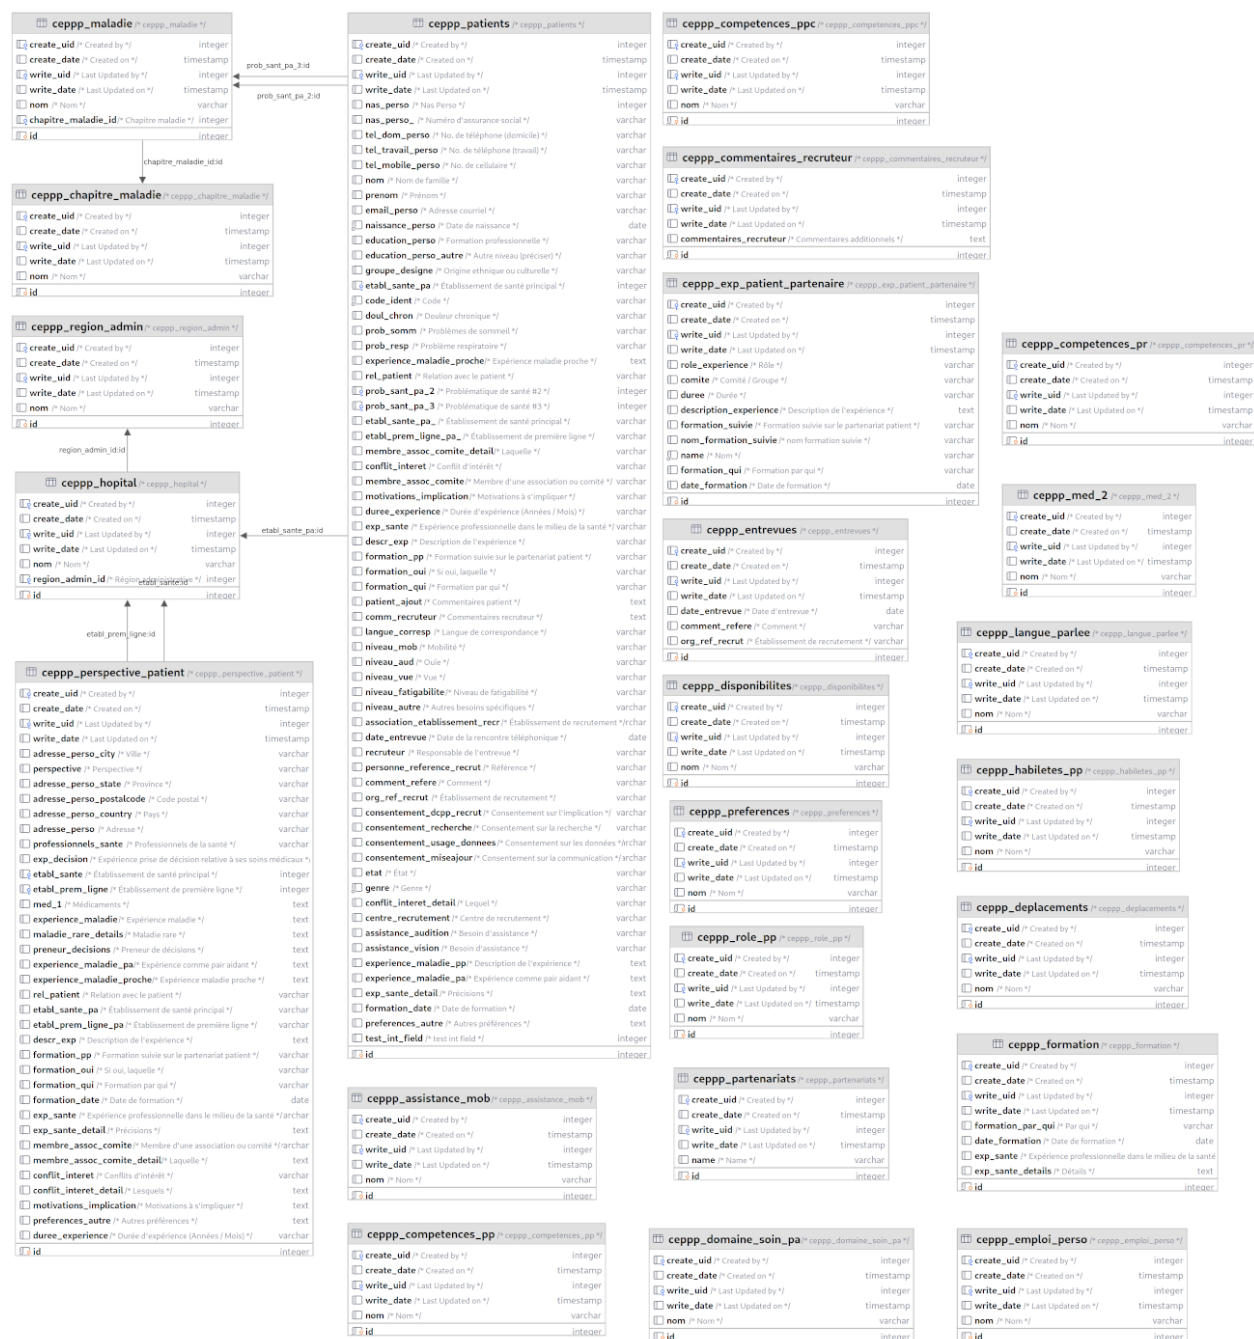 ceppp_maladie /* ceppp_maladie */
create_uid /* Created by */ integer
create_date /* Created on */ timestamp
write_uid /* Last Updated by */ integer
write_date /* Last Updated on */ timestamp
nom /* Nom */ varchar
chapitre_maladie_id /* Chapitre maladie */ integer
id integer
chapitre_maladie_id:id
ceppp_chapitre_maladie /* ceppp_chapitre_maladie */
create_uid /* Created by */ integer
create_date /* Created on */ timestamp
write_uid /* Last Updated by */ integer
write_date /* Last Updated on */ timestamp
nom /* Nom */ varchar
id integer
ceppp_region_admin /* ceppp_region_admin */
create_uid /* Created by */ integer
create_date /* Created on */ timestamp
write_uid /* Last Updated by */ integer
write_date /* Last Updated on */ timestamp
nom /* Nom */ varchar
id integer
region_admin_id:id
ceppp_hopital /* ceppp_hopital */
create_uid /* Created by */ integer
create_date /* Created on */ timestamp
write_uid /* Last Updated by */ integer
write_date /* Last Updated on */ timestamp
nom /* Nom */ varchar
region_admin_id /* Région administrative */ integer
etabl_sante:id
id integer
etabl_prem_ligne:id
ceppp_perspective_patient /* ceppp_perspective_patient */
create_uid /* Created by */ integer
create_date /* Created on */ timestamp
write_uid /* Last Updated by */ integer
write_date /* Last Updated on */ timestamp
adresse_perso_city /* Ville */ varchar
perspective /* Perspective */ varchar
adresse_perso_state /* Province */ varchar
adresse_perso_postalcode /* Code postal */ varchar
adresse_perso_country /* Pays */ varchar
adresse_perso /* Adresse */ varchar
professionnels_sante /* Professionnels de la santé */ varchar
exp_decision /* Expérience prise de décision relative à ses soins médicaux */
etabl_sante /* Établissement de santé principal */ integer
etabl_prem_ligne /* Établissement de première ligne */ integer
med_1 /* Médicaments */ text
experience_maladie /* Expérience maladie */ text
maladie_rare_details /* Maladie rare */ text
preneur_decisions /* Preneur de décisions */ text
experience_maladie_pa /* Expérience comme pair aidant */ text
experience_maladie_proche /* Expérience maladie proche */ text
rel_patient /* Relation avec le patient */ varchar
etabl_sante_pa /* Établissement de santé principal */ varchar
etabl_prem_ligne_pa /* Établissement de première ligne */ varchar
descr_exp /* Description de l'expérience */ text
formation_pp /* Formation suivie sur le partenariat patient */ varchar
formation_oui /* Si oui, laquelle */ varchar
formation_qui /* Formation par qui */ varchar
formation_date /* Date de formation */ date
exp_sante /* Expérience professionnelle dans le milieu de la santé */ archar
exp_sante_detail /* Précisions */ text
membre_assoc_comite /* Membre d'une association ou comité */ varchar
membre_assoc_comite_detail /* Laquelle */ text
conflit_interet /* Conflits d'intérêt */ varchar
conflit_interet_detail /* Lesquels */ text
motivations_implication /* Motivations à s'impliquer */ text
preferences_autre /* Autres préférences */ text
duree_experience /* Durée d'expérience (Années / Mois) */ varchar
id integer
prob_sant_pa_3:id
prob_sant_pa_2:id
etabl_sante_pa:id
ceppp_patients /* ceppp_patients */
create_uid /* Created by */ integer
create_date /* Created on */ timestamp
write_uid /* Last Updated by */ integer
write_date /* Last Updated on */ timestamp
nas_perso /* Nas Perso */ integer
nas_perso_ /* Numéro d'assurance social */ varchar
tel_dom_perso /* No. de téléphone (domicile) */ varchar
tel_travail_perso /* No. de téléphone (travail) */ varchar
tel_mobile_perso /* No. de cellulaire */ varchar
nom /* Nom de famille */ varchar
prenom /* Prénom */ varchar
email_perso /* Adresse courriel */ varchar
naissance_perso /* Date de naissance */ date
education_perso /* Formation professionelle */ varchar
education_perso_autre /* Autre niveau (préciser) */ varchar
groupe_designe /* Origine ethnique ou culturelle */ varchar
etabl_sante_pa /* Établissement de santé principal */ integer
code_ident /* Code */ varchar
doul_chron /* Douleur chronique */ varchar
prob_somm /* Problèmes de sommeil */ varchar
prob_resp /* Problème respiratoire */ varchar
experience_maladie_proche /* Expérience maladie proche */ text
rel_patient /* Relation avec le patient */ varchar
prob_sant_pa_2 /* Problématique de santé #2 */ integer
prob_sant_pa_3 /* Problématique de santé #3 */ integer
etabl_sante_pa_ /* Établissement de santé principal */ varchar
etabl_prem_ligne_pa_ /* Établissement de première ligne */ varchar
membre_assoc_comite_detail /* Laquelle */ varchar
conflit_interet /* Conflit d'intérêt */ varchar
membre_assoc_comite /* Membre d'une association ou comité */ varchar
motivations_implication /* Motivations à s'impliquer */ varchar
duree_experience /* Durée d'expérience (Années / Mois) */ varchar
exp_sante /* Expérience professionnelle dans le milieu de la santé */ varchar
descr_exp /* Description de l'expérience */ varchar
formation_pp /* Formation suivie sur le partenariat patient */ varchar
formation_oui /* Si oui, laquelle */ varchar
formation_qui /* Formation par qui */ varchar
patient_ajout /* Commentaires patient */ text
comm_recruteur /* Commentaires recruteur */ text
langue_corresp /* Langue de correspondance */ varchar
niveau_mob /* Mobilité */ varchar
niveau_aud /* Ouïe */ varchar
niveau_vue /* Vue */ varchar
niveau_fatigabilite /* Niveau de fatigabilité */ varchar
niveau_autre /* Autres besoins spécifiques */ varchar
association_etablissement_recr /* Établissement de recrutement */ rchar
date_entrevue /* Date de la rencontre téléphonique */ date
recruteur /* Responsable de l'entrevue */ varchar
personne_reference_recrut /* Référence */ varchar
comment_refere /* Comment */ varchar
org_ref_recrut /* Établissement de recrutement */ varchar
consentement_dcpp_recrut /* Consentement sur l'implication */ varchar
consentement_recherche /* Consentement sur la recherche */ varchar
consentement_usage_donnees /* Consentement sur les données */ rchar
consentement_miseajour /* Consentement sur la communication */ archar
etat /* État */ varchar
genre /* Genre */ varchar
conflit_interet_detail /* Lequel */ varchar
centre_recrutement /* Centre de recrutement */ varchar
assistance_audition /* Besoin d'assistance */ varchar
assistance_vision /* Besoin d'assistance */ varchar
experience_maladie_pp /* Description de l'expérience */ text
experience_maladie_pa /* Expérience comme pair aidant */ text
exp_sante_detail /* Précisions */ text
formation_date /* Date de formation */ date
preferences_autre /* Autres préférences */ text
test_int_field /* test int field */ integer
id integer
ceppp_assistance_mob /* ceppp_assistance_mob */
create_uid /* Created by */ integer
create_date /* Created on */ timestamp
write_uid /* Last Updated by */ integer
write_date /* Last Updated on */ timestamp
nom /* Nom */ varchar
id integer
ceppp_competences_pp /* ceppp_competences_pp */
create_uid /* Created by */ integer
create_date /* Created on */ timestamp
write_uid /* Last Updated by */ integer
write_date /* Last Updated on */ timestamp
nom /* Nom */ varchar
id integer
ceppp_competences_ppc /* ceppp_competences_ppc */
create_uid /* Created by */ integer
create_date /* Created on */ timestamp
write_uid /* Last Updated by */ integer
write_date /* Last Updated on */ timestamp
nom /* Nom */ varchar
id integer
ceppp_commentaires_recruteur /* ceppp_commentaires_recruteur */
create_uid /* Created by */ integer
create_date /* Created on */ timestamp
write_uid /* Last Updated by */ integer
write_date /* Last Updated on */ timestamp
commentaires_recruteur /* Commentaires additionnels */ text
id integer
ceppp_exp_patient_partenaire /* ceppp_exp_patient_partenaire */
create_uid /* Created by */ integer
create_date /* Created on */ timestamp
write_uid /* Last Updated by */ integer
write_date /* Last Updated on */ timestamp
role_experience /* Rôle */ varchar
comite /* Comité / Groupe */ varchar
duree /* Durée */ varchar
description_experience /* Description de l'expérience */ text
formation_suivie /* Formation suivie sur le partenariat patient */ varchar
nom_formation_suivie /* nom formation suivie */ varchar
name /* Nom */ varchar
formation_qui /* Formation par qui */ varchar
date_formation /* Date de formation */ date
id integer
ceppp_entrevues /* ceppp_entrevues */
create_uid /* Created by */ integer
create_date /* Created on */ timestamp
write_uid /* Last Updated by */ integer
write_date /* Last Updated on */ timestamp
date_entrevue /* Date d'entrevue */ date
comment_refere /* Comment */ varchar
org_ref_recrut /* Établissement de recrutement */ varchar
id integer
ceppp_disponibilites /* ceppp_disponibilites */
create_uid /* Created by */ integer
create_date /* Created on */ timestamp
write_uid /* Last Updated by */ integer
write_date /* Last Updated on */ timestamp
nom /* Nom */ varchar
id integer
ceppp_preferences /* ceppp_preferences */
create_uid /* Created by */ integer
create_date /* Created on */ timestamp
write_uid /* Last Updated by */ integer
write_date /* Last Updated on */ timestamp
nom /* Nom */ varchar
id integer
ceppp_role_pp /* ceppp_role_pp */
create_uid /* Created by */ integer
create_date /* Created on */ timestamp
write_uid /* Last Updated by */ integer
write_date /* Last Updated on */ timestamp
nom /* Nom */ varchar
id integer
ceppp_partenariats /* ceppp_partenariats */
create_uid /* Created by */ integer
create_date /* Created on */ timestamp
write_uid /* Last Updated by */ integer
write_date /* Last Updated on */ timestamp
name /* Name */ varchar
id integer
ceppp_domaine_soin_pa /* ceppp_domaine_soin_pa */
create_uid /* Created by */ integer
create_date /* Created on */ timestamp
write_uid /* Last Updated by */ integer
write_date /* Last Updated on */ timestamp
nom /* Nom */ varchar
id integer
ceppp_competences_pr /* ceppp_competences_pr */
create_uid /* Created by */ integer
create_date /* Created on */ timestamp
write_uid /* Last Updated by */ integer
write_date /* Last Updated on */ timestamp
nom /* Nom */ varchar
id integer
ceppp_med_2 /* ceppp_med_2 */
create_uid /* Created by */ integer
create_date /* Created on */ timestamp
write_uid /* Last Updated by */ integer
write_date /* Last Updated on */ timestamp
nom /* Nom */ varchar
id integer
ceppp_langue_parlee /* ceppp_langue_parlee */
create_uid /* Created by */ integer
create_date /* Created on */ timestamp
write_uid /* Last Updated by */ integer
write_date /* Last Updated on */ timestamp
nom /* Nom */ varchar
id integer
ceppp_habiletes_pp /* ceppp_habiletes_pp */
create_uid /* Created by */ integer
create_date /* Created on */ timestamp
write_uid /* Last Updated by */ integer
write_date /* Last Updated on */ timestamp
nom /* Nom */ varchar
id integer
ceppp_deplacements /* ceppp_deplacements */
create_uid /* Created by */ integer
create_date /* Created on */ timestamp
write_uid /* Last Updated by */ integer
write_date /* Last Updated on */ timestamp
nom /* Nom */ varchar
id integer
ceppp_formation /* ceppp_formation */
create_uid /* Created by */ integer
create_date /* Created on */ timestamp
write_uid /* Last Updated by */ integer
write_date /* Last Updated on */ timestamp
formation_par_qui /* Par qui */ varchar
date_formation /* Date de formation */ date
exp_sante /* Expérience professionnelle dans le milieu de la santé
exp_sante_details /* Détails */ text
id integer
ceppp_emploi_perso /* ceppp_emploi_perso */
create_uid /* Created by */ integer
create_date /* Created on */ timestamp
write_uid /* Last Updated by */ integer
write_date /* Last Updated on */ timestamp
nom /* Nom */ varchar
id integer